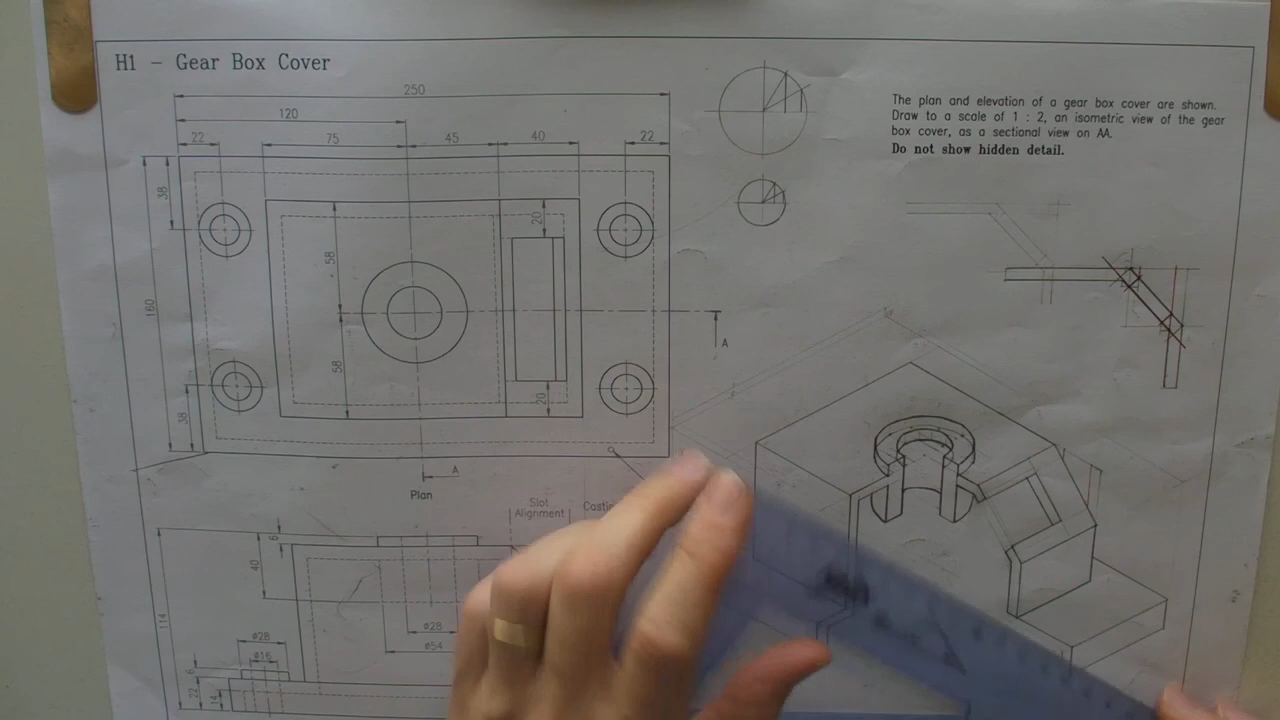 H1 - Gear Box Cover
250
120
22
75
45
40
22
The plan and elevation of a gear box cover are shown.
Draw to a scale of 1 : 2, an isometric view of the gear
box cover, as a sectional view on AA.
Do not show hidden detail.
38
20
58
160
A
58
20
38
A
Plan
Slot
Alignment
6
40
114
ø28
ø54
ø28
ø16
6
22
14